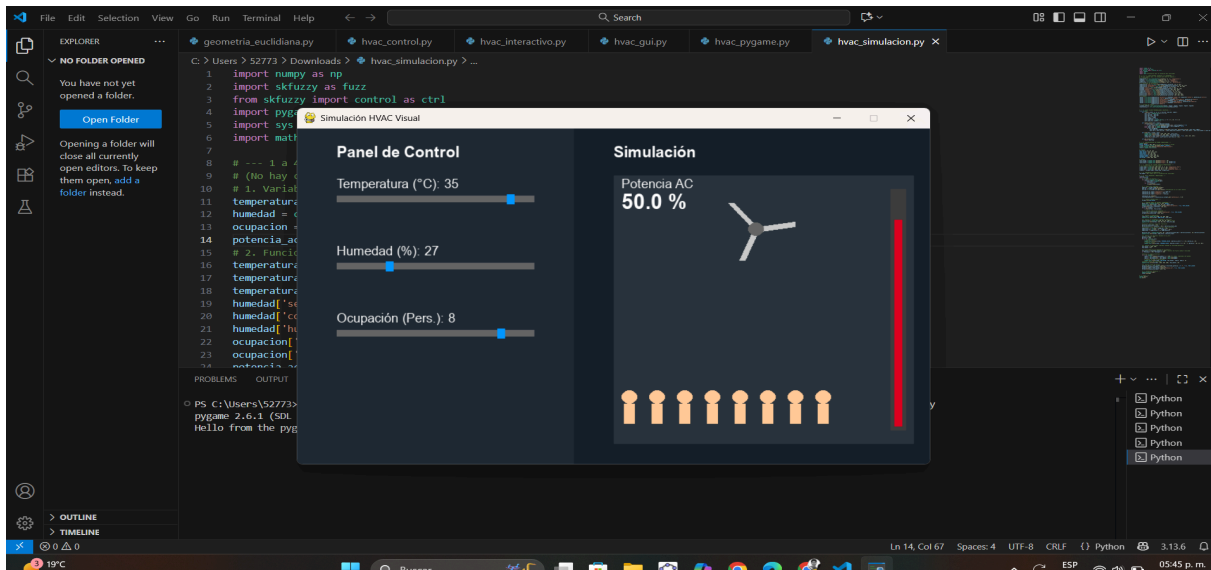 File Edit Selection View Go Run Terminal Help
Search
EXPLORER
geometria_euclidiana.py hvac_control.py hvac_interactivo.py hvac_gui.py hvac_pygame.py hvac_simulacion.py
NO FOLDER OPENED
C: > Users > 52773 > Downloads > hvac_simulacion.py > ...
You have not yet
opened a folder.
Open Folder
Opening a folder will
close all currently
open editors. To keep
them open, add a
folder instead.
1 import numpy as np
2 import skfuzzy as fuzz
3 from skfuzzy import control as ctrl
4 import pyg
5 import sys
6 import math
7
8 # --- 1 a 4
9 # (No hay
10 # 1. Variab
11 temperatura
12 humedad =
13 ocupacion =
14 potencia_ac
15 # 2. Funcio
16 temperatura
17 temperatura
18 temperatura
19 humedad['se
20 humedad['co
21 humedad['hu
22 ocupacion['
23 ocupacion['
24 potencia_ac
Simulación HVAC Visual
Panel de Control
Temperatura (°C): 35
Humedad (%): 27
Ocupación (Pers.): 8
Simulación
Potencia AC
50.0 %
PROBLEMS OUTPUT
PS C:\Users\52773>
pygame 2.6.1 (SDL
Hello from the pyg
y
Python
Python
Python
Python
Python
OUTLINE
TIMELINE
0 0
Ln 14, Col 67 Spaces: 4 UTF-8 CRLF {} Python 3.13.6
3
19°C
Buscar
ESP
05:45 p. m.